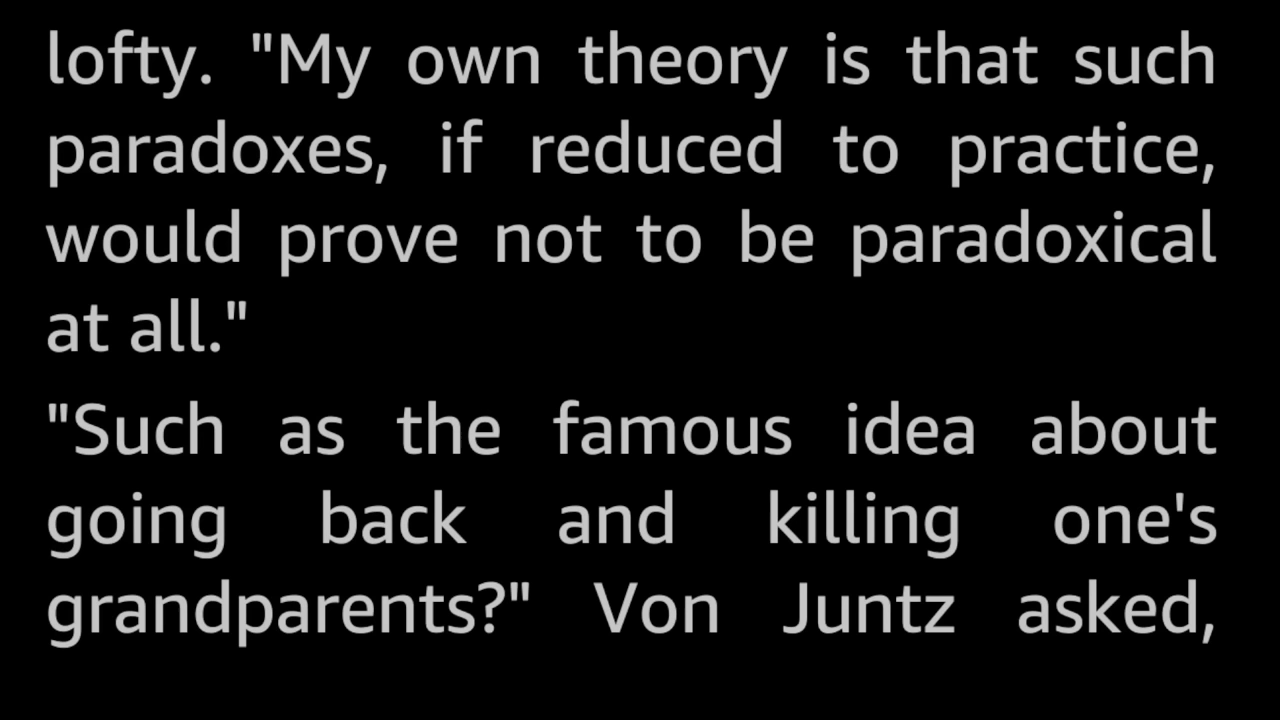 lofty. "My own theory is that such
paradoxes, if reduced to practice,
would prove not to be paradoxical
at all."
"Such as the famous idea about
going back and killing one's
grandparents?" Von Juntz asked,